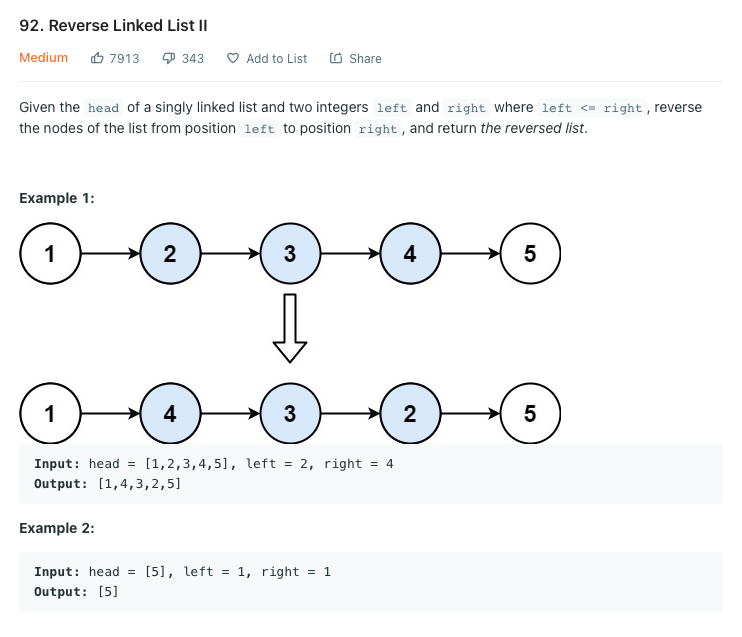 92. Reverse Linked List II
Medium 7913 343 Add to List Share
Given the head of a singly linked list and two integers left and right where left <= right, reverse
the nodes of the list from position left to position right, and return the reversed list.
Example 1:
1 2 3 4 5
1 4 3 2 5
Input: head = [1,2,3,4,5], left = 2, right = 4
Output: [1,4,3,2,5]
Example 2:
Input: head = [5], left = 1, right = 1
Output: [5]